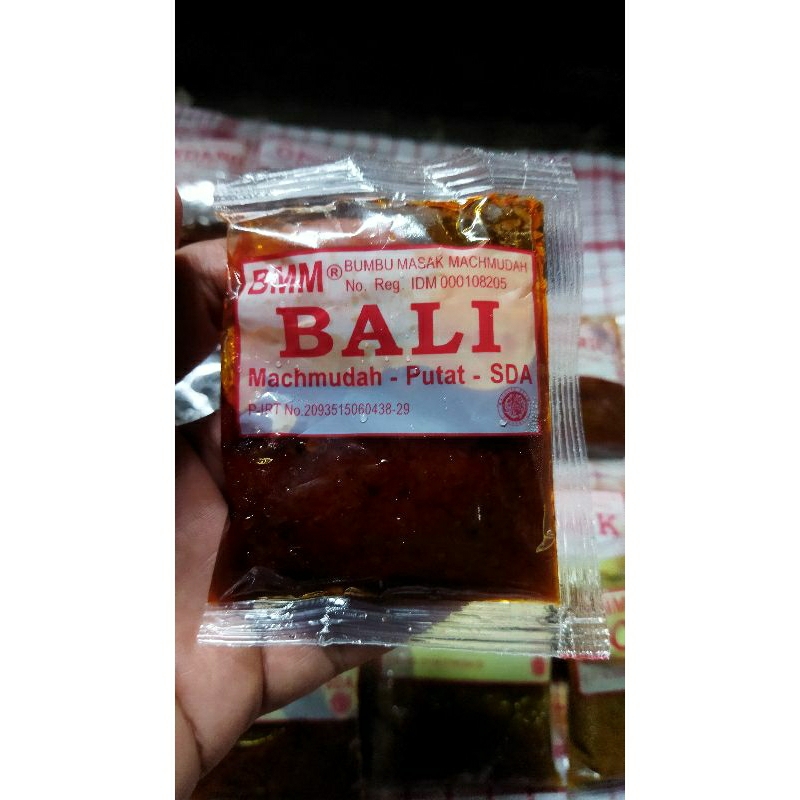 BMM® BUMBU MASAK MACHMUDAH
No. Reg. IDM 000108205
BALI
Machmudah - Putat - SDA
P-IRT No.2093515060438-29
K